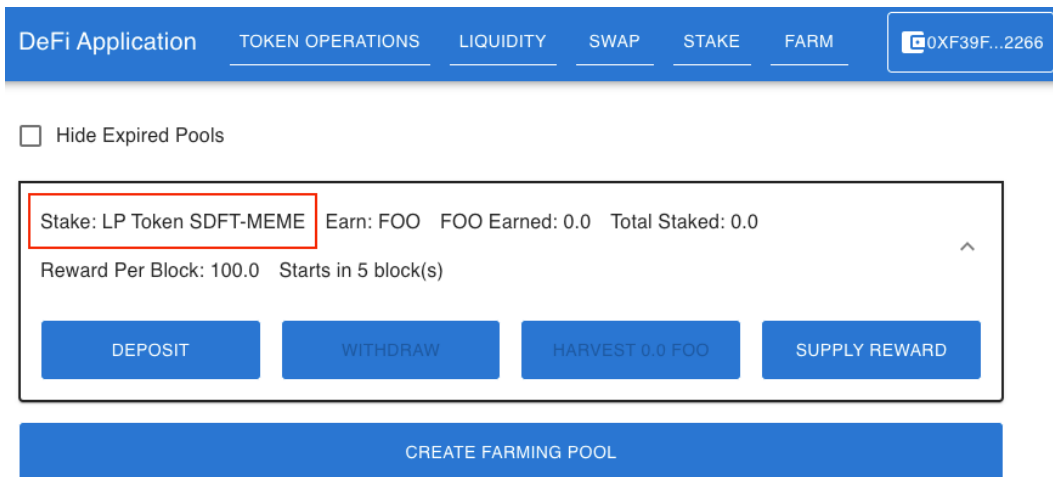 DeFi Application TOKEN OPERATIONS LIQUIDITY SWAP STAKE FARM 0XF39F...2266
Hide Expired Pools
Stake: LP Token SDFT-MEME Earn: FOO FOO Earned: 0.0 Total Staked: 0.0
Reward Per Block: 100.0 Starts in 5 block(s)
DEPOSIT WITHDRAW HARVEST 0.0 FOO SUPPLY REWARD
CREATE FARMING POOL